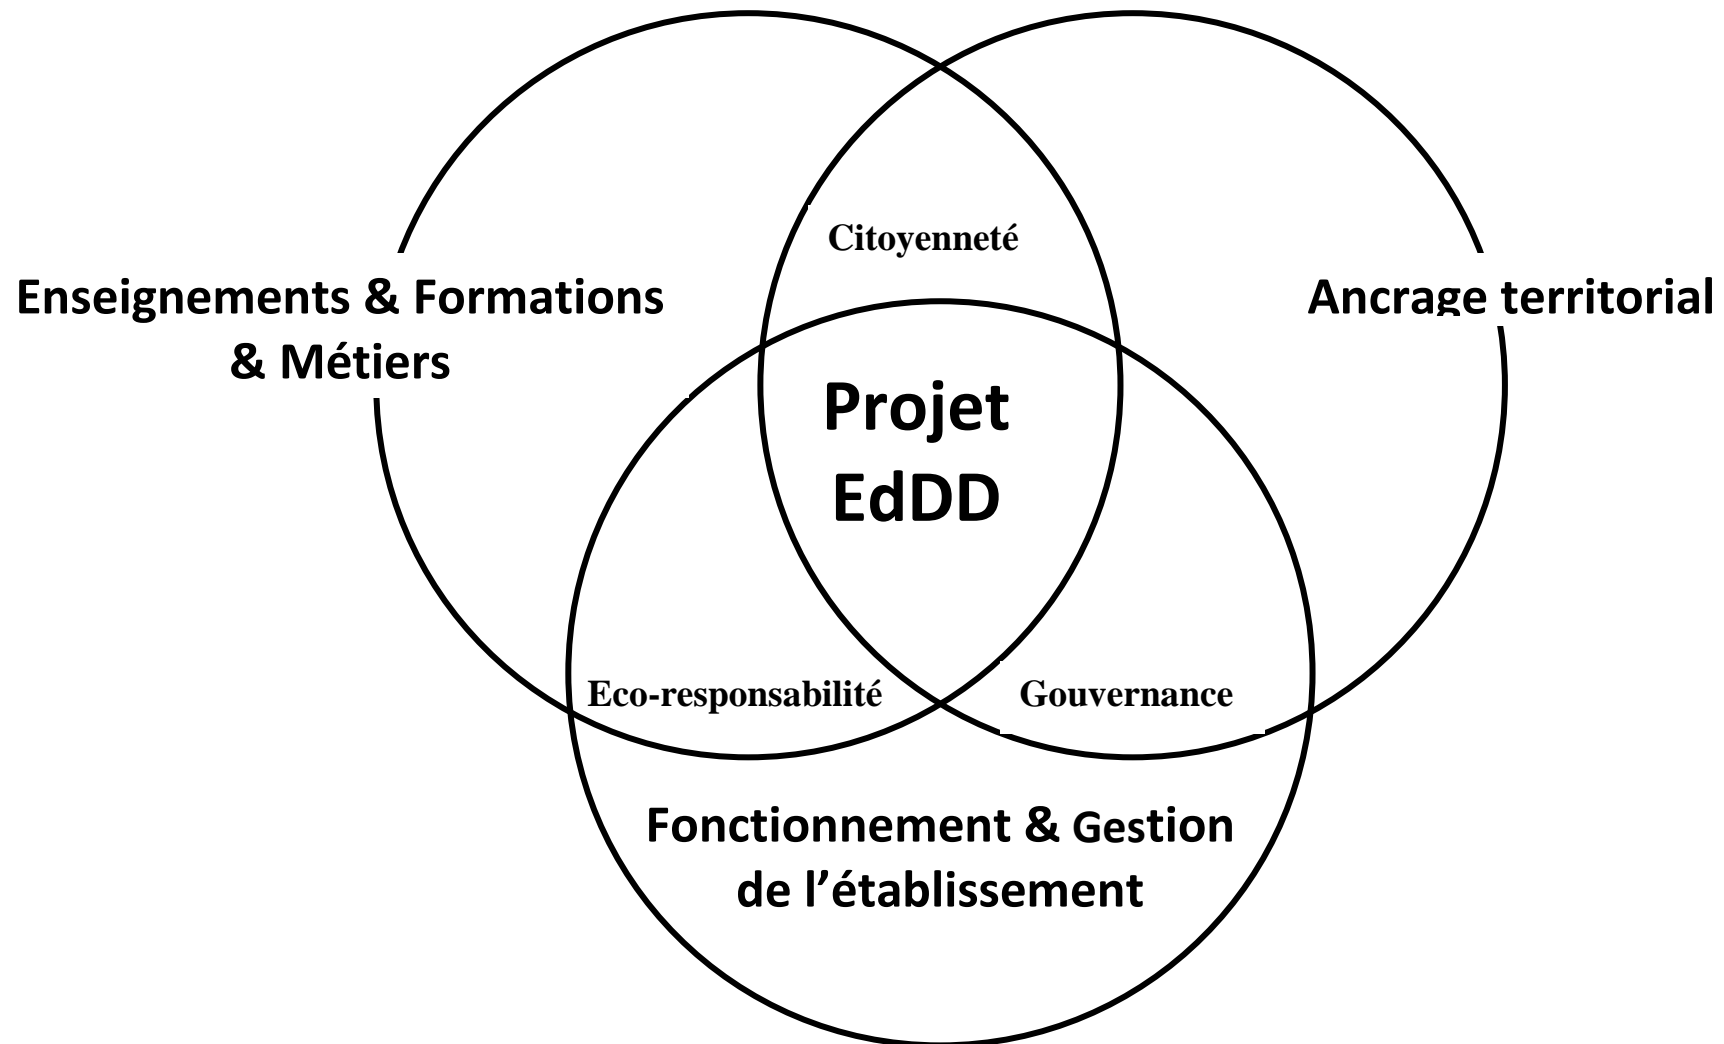 Citoyenneté
Enseignements & Formations
& Métiers
Ancrage territorial
Projet
EdDD
Eco-responsabilité
Gouvernance
Fonctionnement & Gestion
de l’établissement